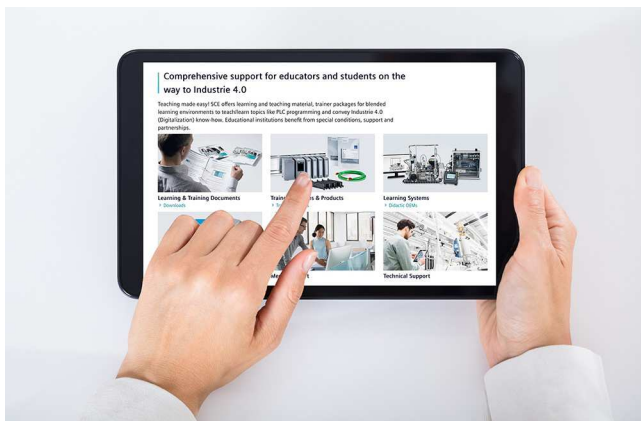 Comprehensive support for educators and students on the
way to Industrie 4.0
Teaching made easy! SCE offers learning and teaching material, trainer packages for blended
learning environments to teach/learn topics like PLC programming and convey Industrie 4.0
(Digitalization) know-how. Educational institutions benefit from special conditions, support and
partnerships.
Learning & Training Documents
> Downloads
& Products
Learning Systems
> Didactic OEMs
Technical Support